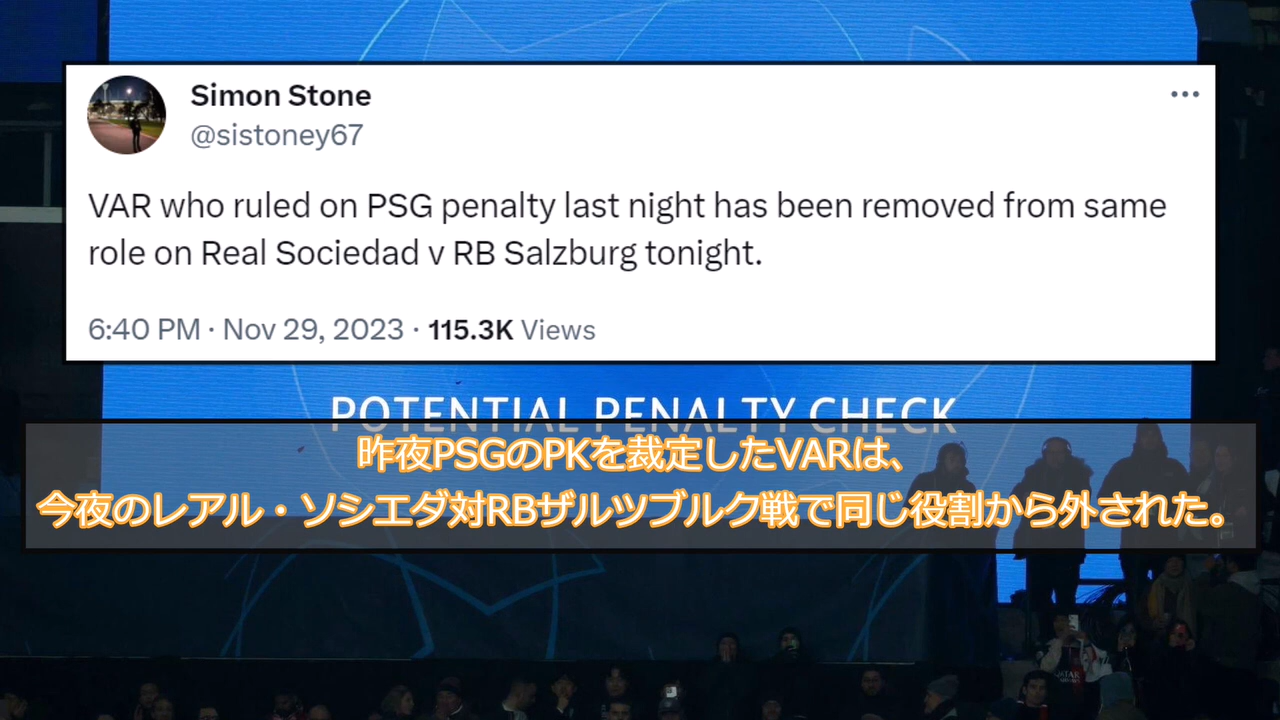 Simon Stone
@sistoney67
VAR who ruled on PSG penalty last night has been removed from same
role on Real Sociedad v RB Salzburg tonight.
6:40 PM · Nov 29, 2023 · 115.3K Views
POTENTIAL PENALTY CHECK
昨夜PSGのPKを裁定したVARは、
今夜のレアル・ソシエダ対RBザルツブルク戦で同じ役割から外された。
QATAR